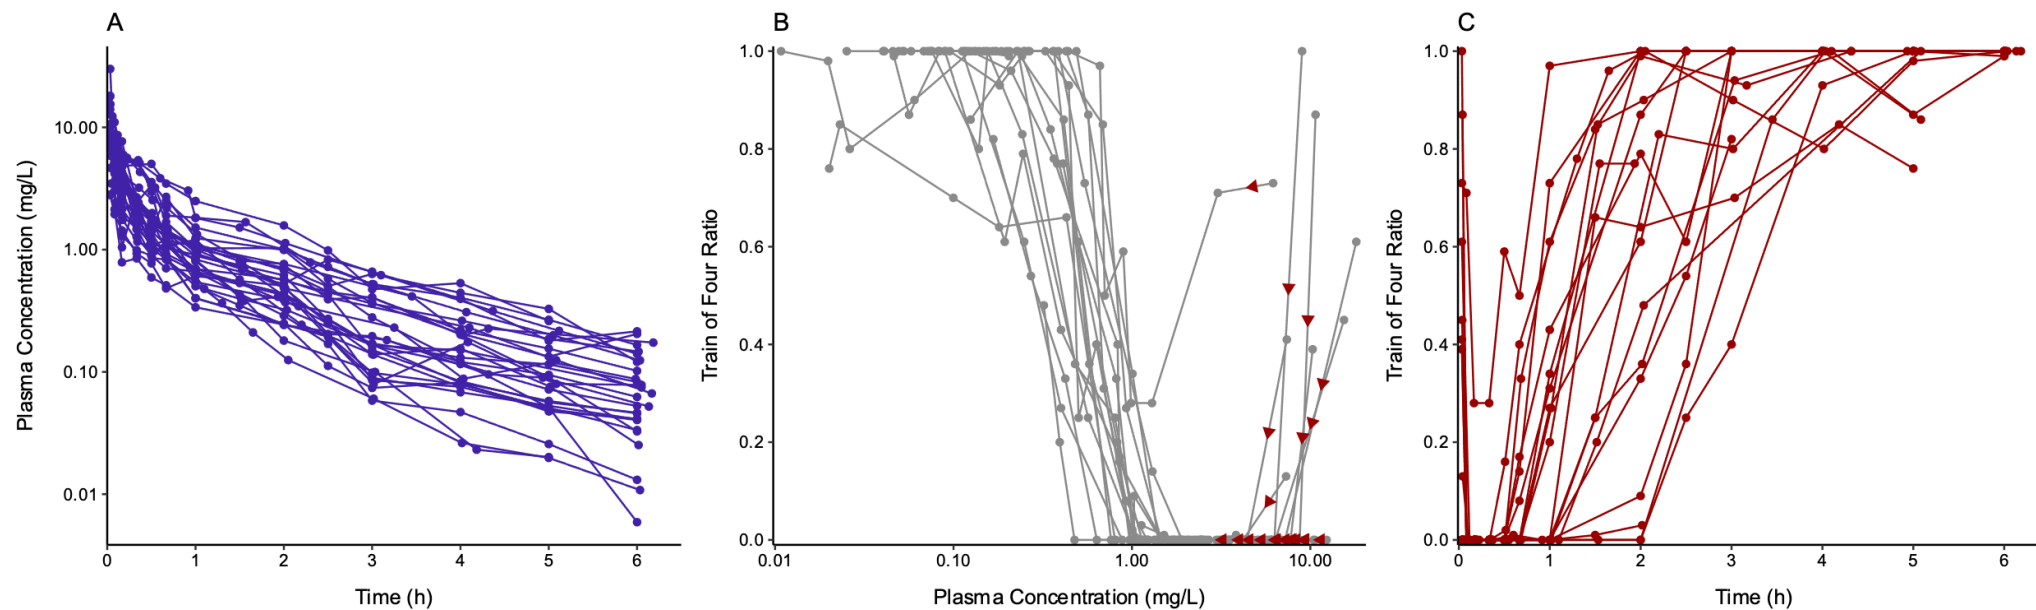 A
Plasma Concentration (mg/L)
10.00
1.00
0.10
0.01
0 1 2 3 4 5 6
Time (h)
B
Train of Four Ratio
1.0
0.8
0.6
0.4
0.2
0.0
0.01 0.10 1.00 10.00
Plasma Concentration (mg/L)
C
Train of Four Ratio
1.0
0.8
0.6
0.4
0.2
0.0
0 1 2 3 4 5 6
Time (h)